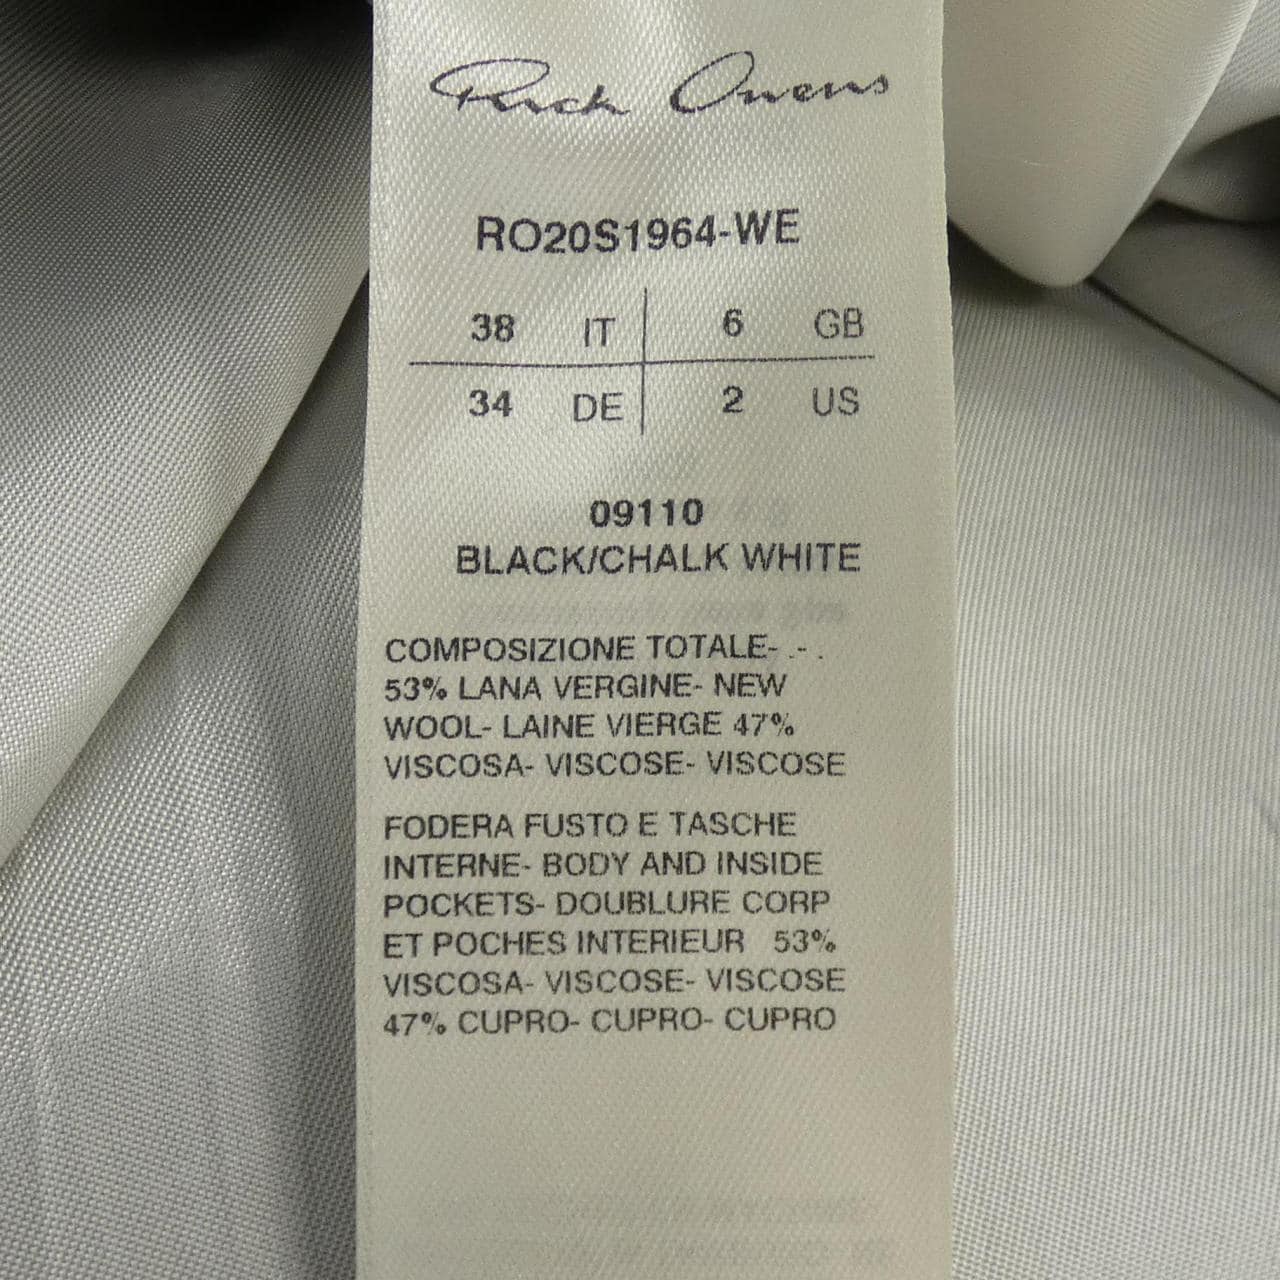 Rick Owens
RO20S1964-WE
38 IT 6 GB
34 DE 2 US
09110
BLACK/CHALK WHITE
COMPOSIZIONE TOTALE- .- .
53% LANA VERGINE- NEW
WOOL- LAINE VIERGE 47%
VISCOSA- VISCOSE- VISCOSE
FODERA FUSTO E TASCHE
INTERNE- BODY AND INSIDE
POCKETS- DOUBLURE CORP
ET POCHES INTERIEUR 53%
VISCOSA- VISCOSE- VISCOSE
47% CUPRO- CUPRO- CUPRO